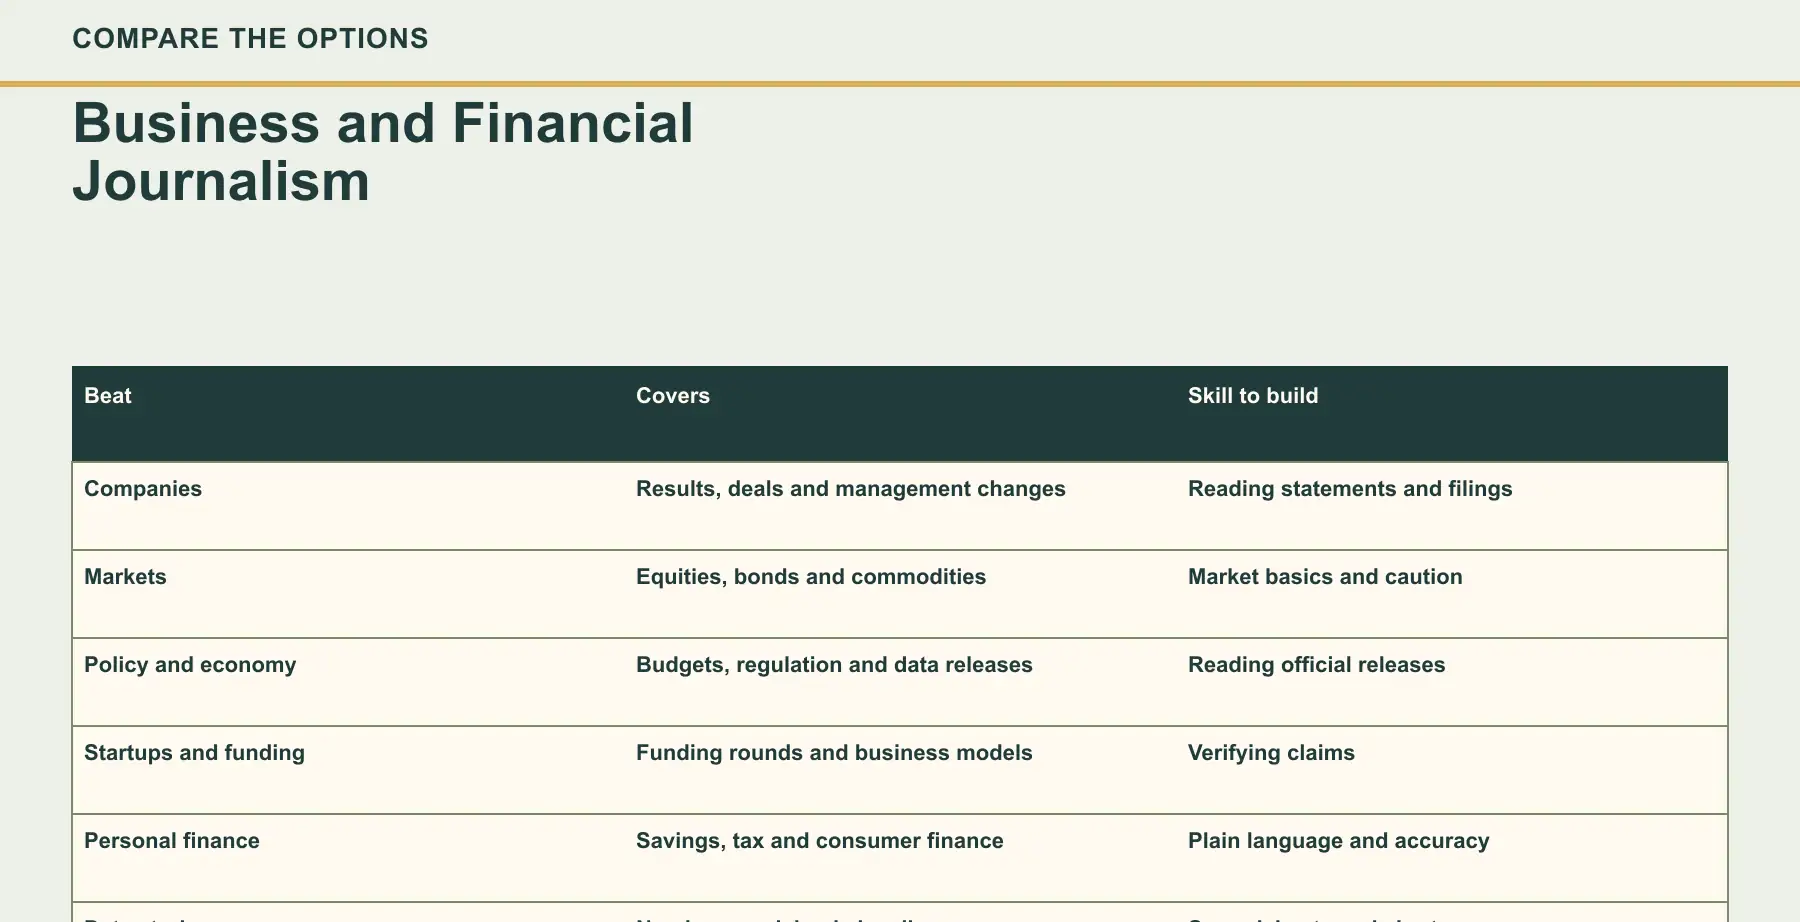 COMPARE THE OPTIONS
Business and Financial
Journalism
Beat Covers Skill to build
Companies Results, deals and management changes Reading statements and filings
Markets Equities, bonds and commodities Market basics and caution
Policy and economy Budgets, regulation and data releases Reading official releases
Startups and funding Funding rounds and business models Verifying claims
Personal finance Savings, tax and consumer finance Plain language and accuracy